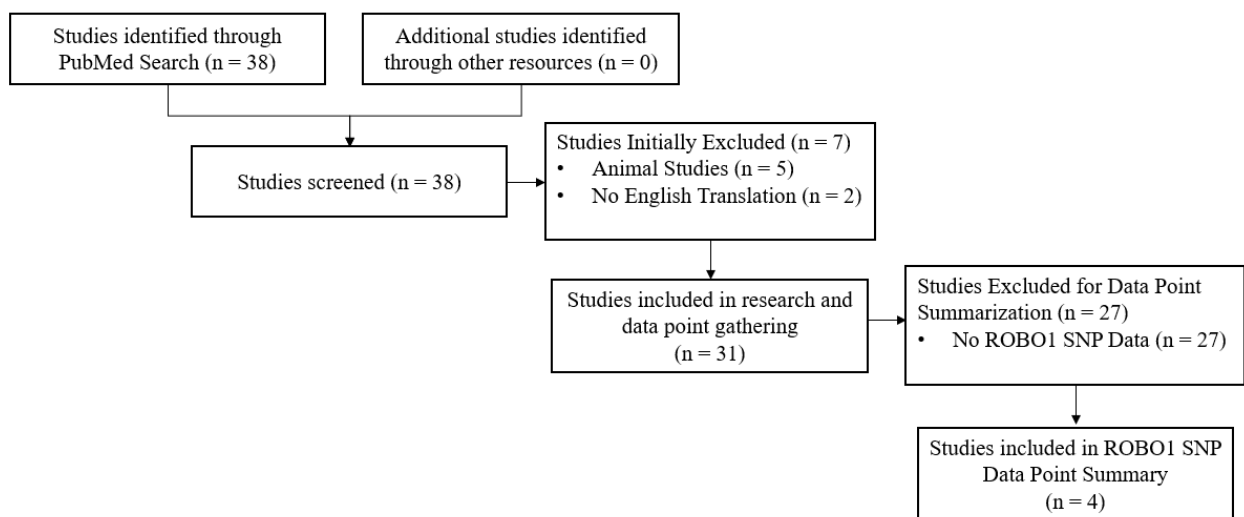 Studies identified through
PubMed Search (n = 38)
Additional studies identified
through other resources (n = 0)
Studies screened (n = 38)
Studies Initially Excluded (n = 7)
• Animal Studies (n = 5)
• No English Translation (n = 2)
Studies included in research and
data point gathering
(n = 31)
Studies Excluded for Data Point
Summarization (n = 27)
• No ROBO1 SNP Data (n = 27)
Studies included in ROBO1 SNP
Data Point Summary
(n = 4)